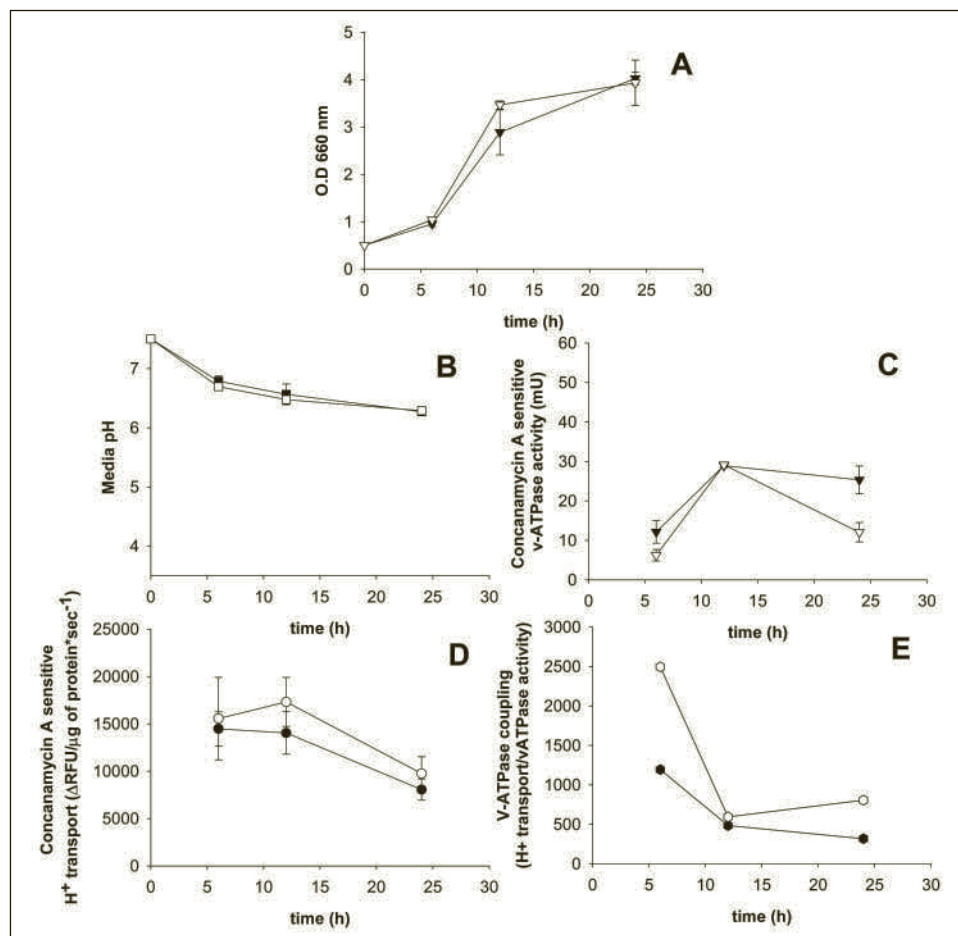 A
O.D 660 nm
5
4
3
2
1
0
0 5 10 15 20 25 30
time (h)
B
Media pH
7
6
5
4
0 5 10 15 20 25 30
time (h)
C
Concanamycin A sensitive
v-ATPase activity (mU)
60
50
40
30
20
10
0
0 5 10 15 20 25 30
time (h)
D
Concanamycin A sensitive
H⁺ transport (ΔRFU/µg of protein*sec⁻¹)
25000
20000
15000
10000
5000
0
0 5 10 15 20 25 30
time (h)
E
V-ATPase coupling
(H+ transport/vATPase activity)
3000
2500
2000
1500
1000
500
0
0 5 10 15 20 25 30
time (h)